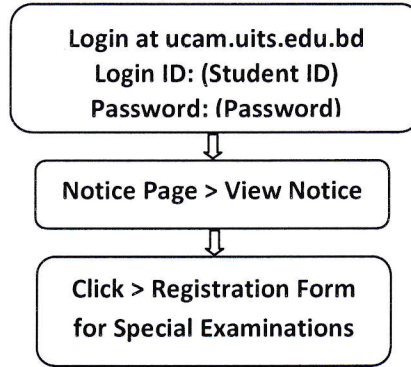 Login at ucam.uits.edu.bd
Login ID: (Student ID)
Password: (Password)
Notice Page > View Notice
Click > Registration Form
for Special Examinations